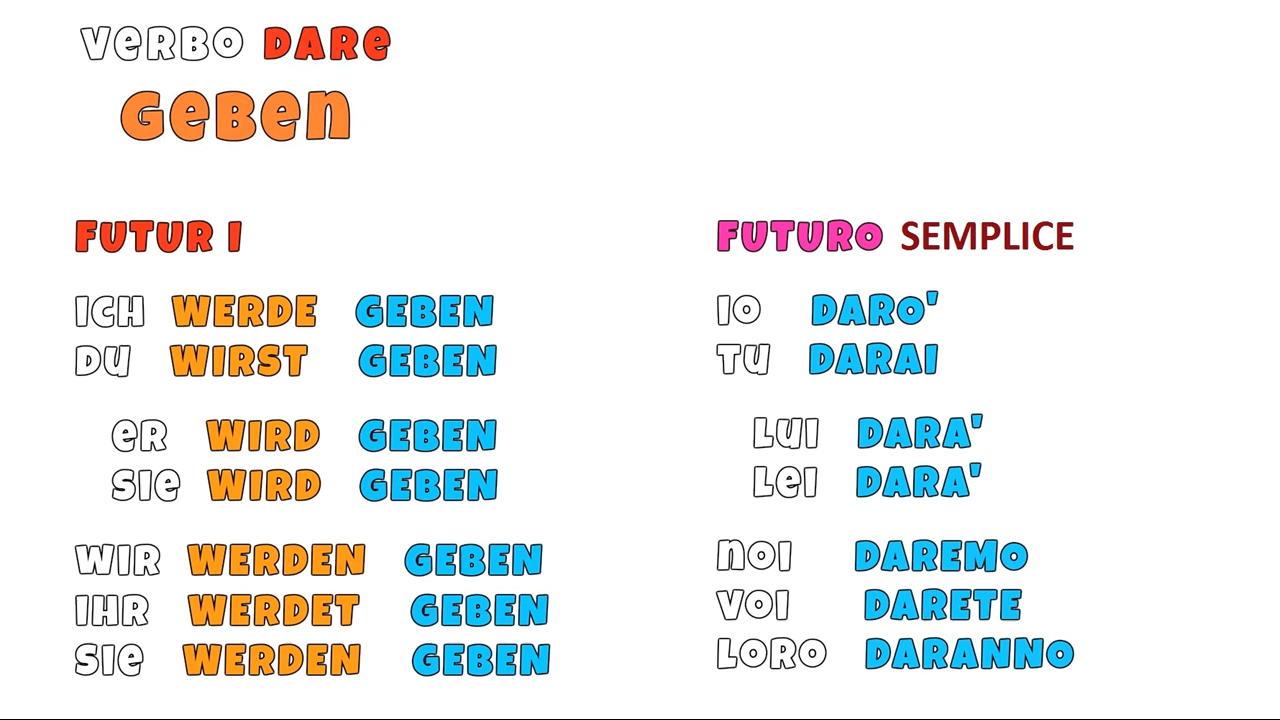 VERBO DARE
GEBEN
FUTUR I
ICH WERDE GEBEN
DU WIRST GEBEN
ER WIRD GEBEN
SIE WIRD GEBEN
WIR WERDEN GEBEN
IHR WERDET GEBEN
SIE WERDEN GEBEN
FUTURO SEMPLICE
IO DARO'
TU DARAI
LUI DARA'
LEI DARA'
NOI DAREMO
VOI DARETE
LORO DARANNO